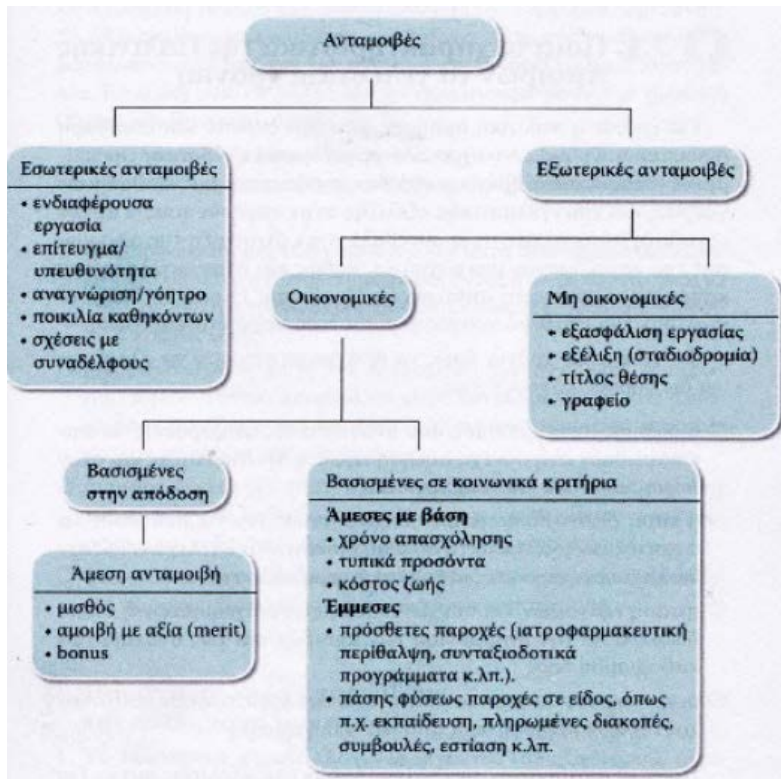 Ανταμοιβές
Εσωτερικές ανταμοιβές
• ενδιαφέρουσα
εργασία
• επίτευγμα/
υπευθυνότητα
• αναγνώριση/γόητρο
• ποικιλία καθηκόντων
• σχέσεις με
συναδέλφους
Εξωτερικές ανταμοιβές
Οικονομικές
Μη οικονομικές
• εξασφάλιση εργασίας
• εξέλιξη (σταδιοδρομία)
• τίτλος θέσης
• γραφείο
Βασισμένες
στην απόδοση
Άμεση ανταμοιβή
• μισθός
• αμοιβή με αξία (merit)
• bonus
Βασισμένες σε κοινωνικά κριτήρια
Άμεσες με βάση
• χρόνο απασχόλησης
• τυπικά προσόντα
• κόστος ζωής
Έμμεσες
• πρόσθετες παροχές (ιατροφαρμακευτική
περίθαλψη, συνταξιοδοτικά
προγράμματα κ.λπ.).
• πάσης φύσεως παροχές σε είδος, όπως
π.χ. εκπαίδευση, πληρωμένες διακοπές,
συμβουλές, εστίαση κ.λπ.